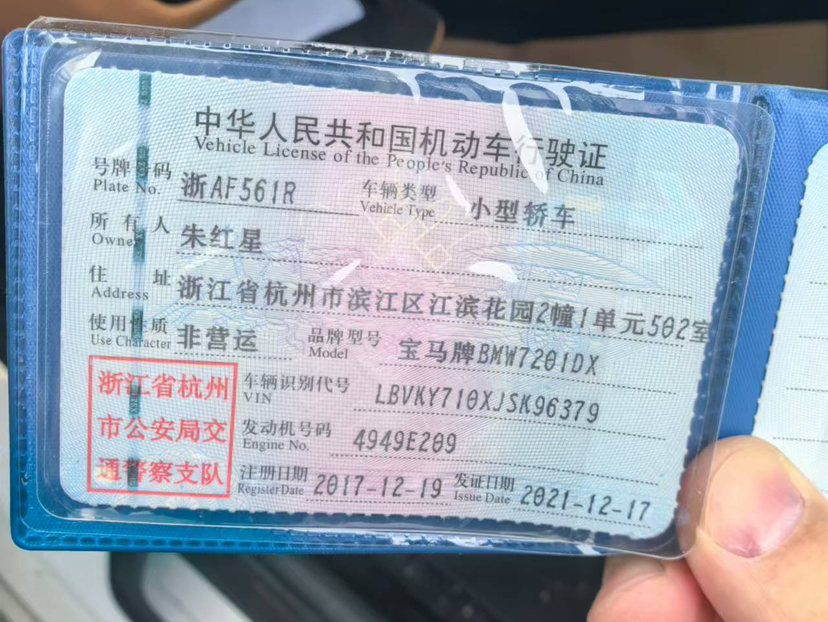 中华人民共和国机动车行驶证
Vehicle License of the People's Republic of China
号牌号码 浙AF561R 车辆类型 小型轿车
Plate No. Vehicle Type
所有人 朱红星
Owner
住址 浙江省杭州市滨江区江滨花园2幢1单元502室
Address
使用性质 非营运 品牌型号 宝马牌BMW7201DX
Use Character Model
浙江省杭州 车辆识别代号 LBVKY710XJSK96379
VIN
市公安局交 发动机号码 4949E209
Engine No.
通警察支队 注册日期 2017-12-19 发证日期 2021-12-17
Register Date Issue Date